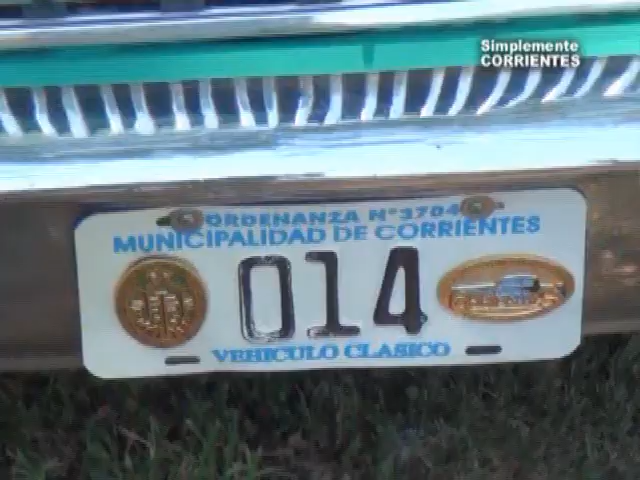 Simplemente
CORRIENTES
ORDENANZA N° 3704
MUNICIPALIDAD DE CORRIENTES
014
VEHICULO CLASICO